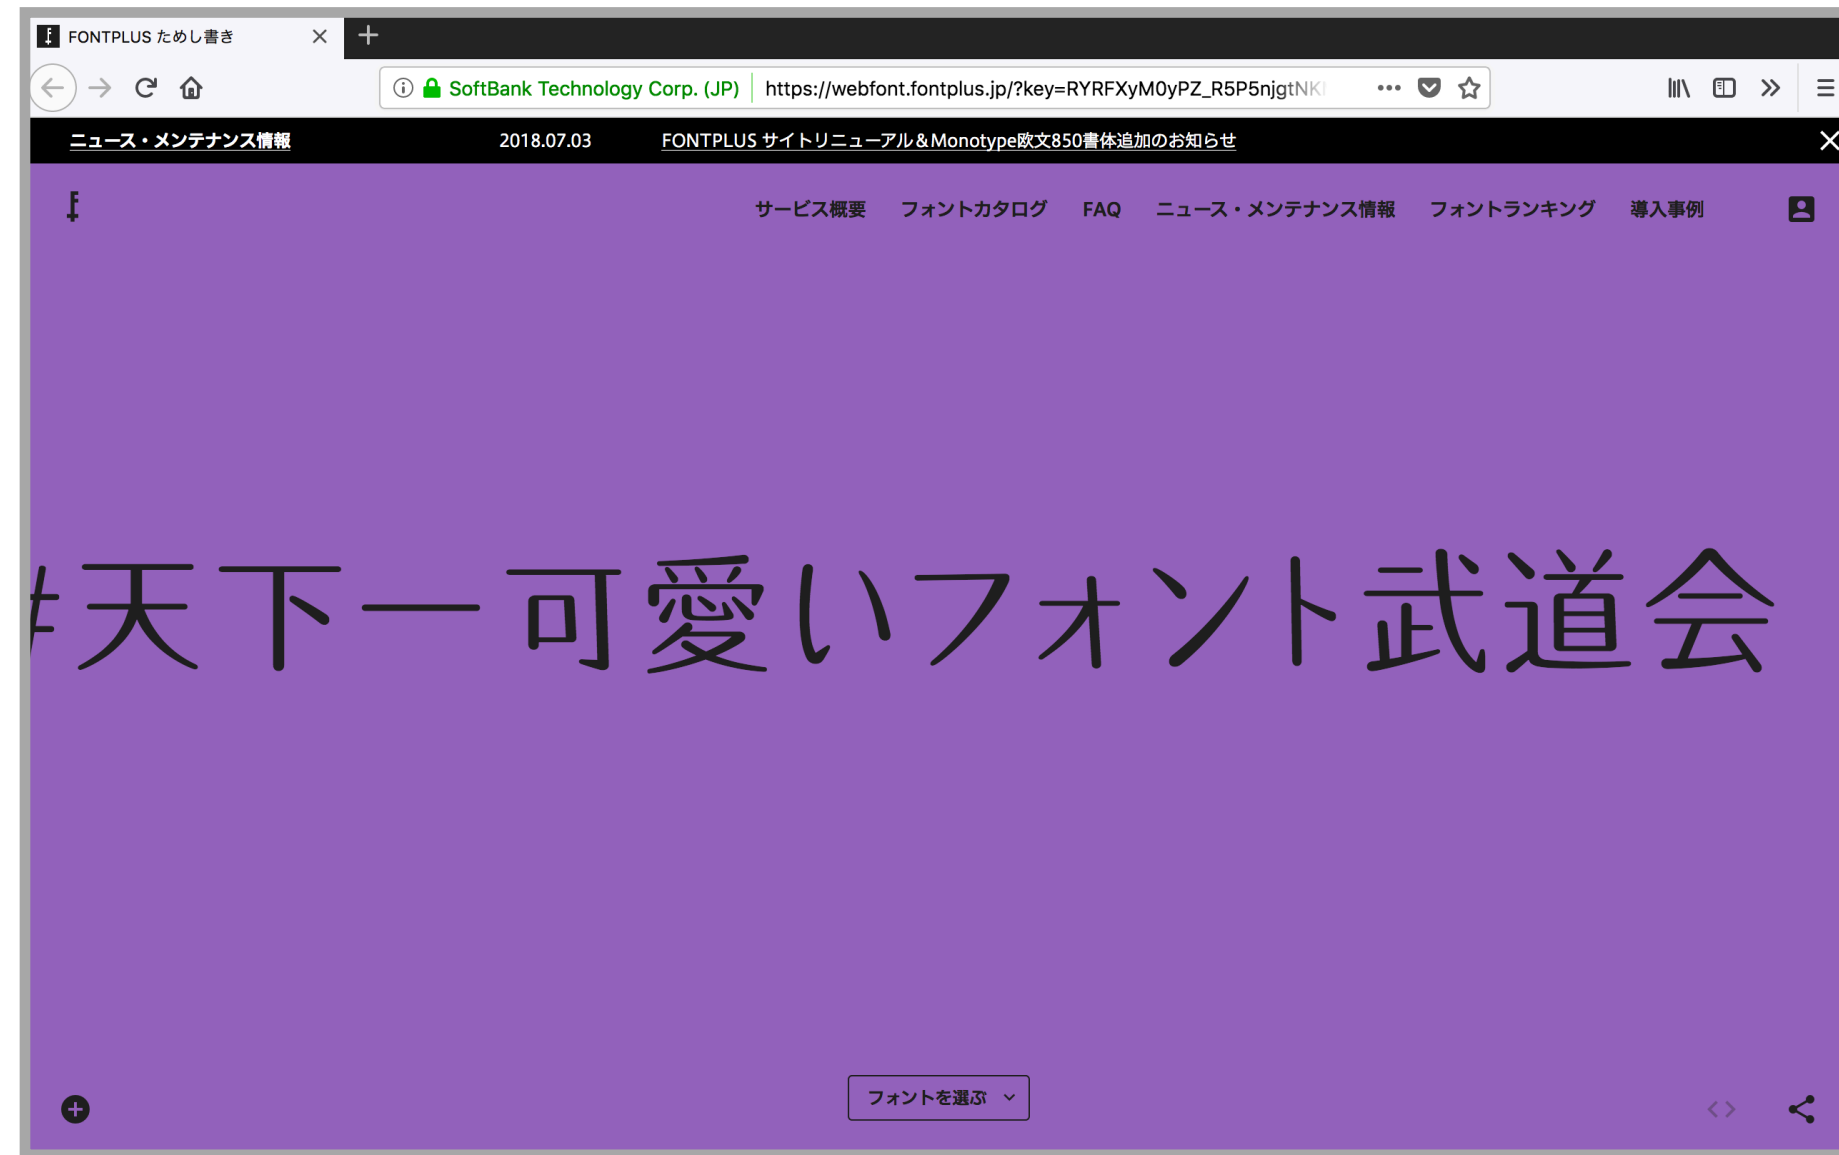 FONTPLUS ためし書き
SoftBank Technology Corp. (JP) https://webfont.fontplus.jp/?key=RYRFXyM0yPZ_R5P5njgtNK
ニュース・メンテナンス情報 2018.07.03 FONTPLUS サイトリニューアル＆Monotype欧文850書体追加のお知らせ
サービス概要 フォントカタログ FAQ ニュース・メンテナンス情報 フォントランキング 導入事例
#天下一可愛いフォント武道会
フォントを選ぶ